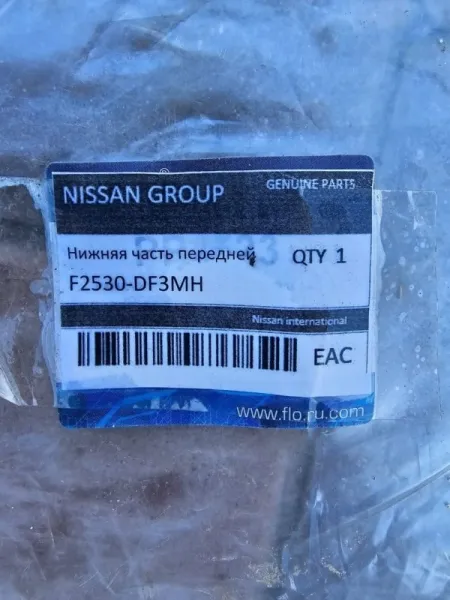 NISSAN GROUP
GENUINE PARTS
Нижняя часть передней QTY 1
F2530-DF3MH
Nissan international
EAC
www.flo.ru.com